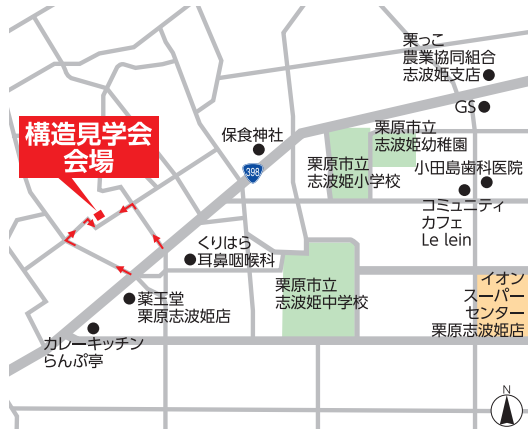 栗っこ
農業協同組合
志波姫支店
GS
構造見学会
会場
保食神社
398
栗原市立
志波姫幼稚園
栗原市立
志波姫小学校
小田島歯科医院
コミュニティ
カフェ
Le lein
くりはら
耳鼻咽喉科
栗原市立
志波姫中学校
イオン
スーパー
センター
栗原志波姫店
薬王堂
栗原志波姫店
カレーキッチン
らんぷ亭
N